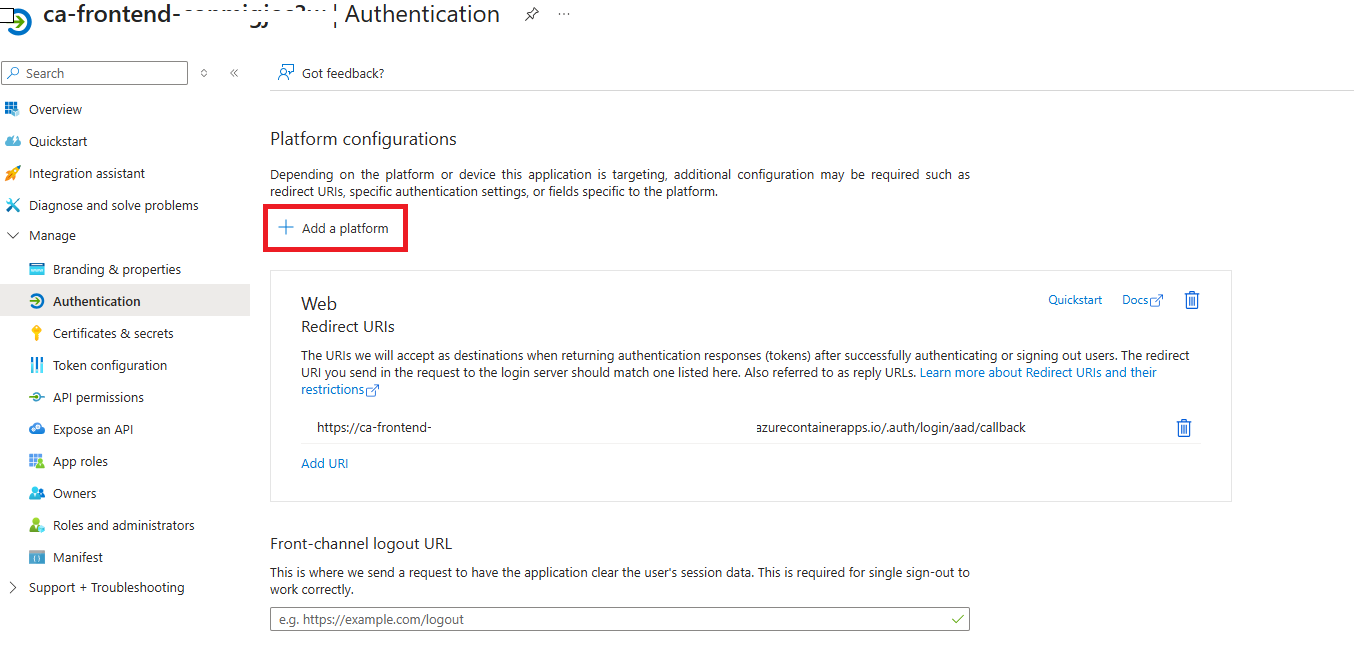 ca-frontend- | Authentication
Search
Got feedback?
Overview
Quickstart
Integration assistant
Diagnose and solve problems
Manage
Branding & properties
Authentication
Certificates & secrets
Token configuration
API permissions
Expose an API
App roles
Owners
Roles and administrators
Manifest
Support + Troubleshooting
Platform configurations
Depending on the platform or device this application is targeting, additional configuration may be required such as
redirect URIs, specific authentication settings, or fields specific to the platform.
Add a platform
Web
Quickstart
Docs
Redirect URIs
The URIs we will accept as destinations when returning authentication responses (tokens) after successfully authenticating or signing out users. The redirect
URI you send in the request to the login server should match one listed here. Also referred to as reply URLs. Learn more about Redirect URIs and their
restrictions
https://ca-frontend- azurecontainerapps.io/.auth/login/aad/callback
Add URI
Front-channel logout URL
This is where we send a request to have the application clear the user's session data. This is required for single sign-out to
work correctly.
e.g. https://example.com/logout